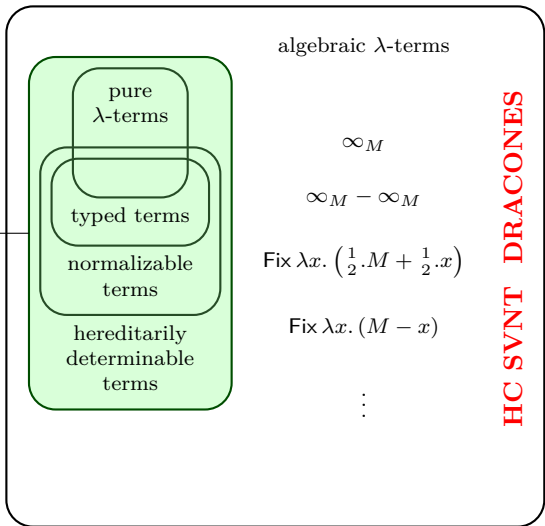 algebraic λ-terms
pure
λ-terms
typed terms
normalizable
terms
hereditarily
determinable
terms
∞_M
∞_M − ∞_M
Fix λx. (1/2.M + 1/2.x)
Fix λx. (M − x)
⋮
HC SVNT DRACONES